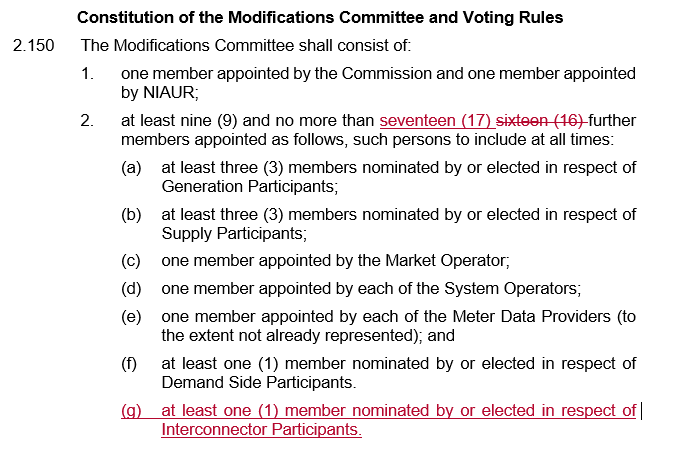 Constitution of the Modifications Committee and Voting Rules
2.150 The Modifications Committee shall consist of:
1. one member appointed by the Commission and one member appointed
by NIAUR;
2. at least nine (9) and no more than seventeen (17) sixteen (16) further
members appointed as follows, such persons to include at all times:
(a) at least three (3) members nominated by or elected in respect of
Generation Participants;
(b) at least three (3) members nominated by or elected in respect of
Supply Participants;
(c) one member appointed by the Market Operator;
(d) one member appointed by each of the System Operators;
(e) one member appointed by each of the Meter Data Providers (to
the extent not already represented); and
(f) at least one (1) member nominated by or elected in respect of
Demand Side Participants.
(g) at least one (1) member nominated by or elected in respect of
Interconnector Participants.